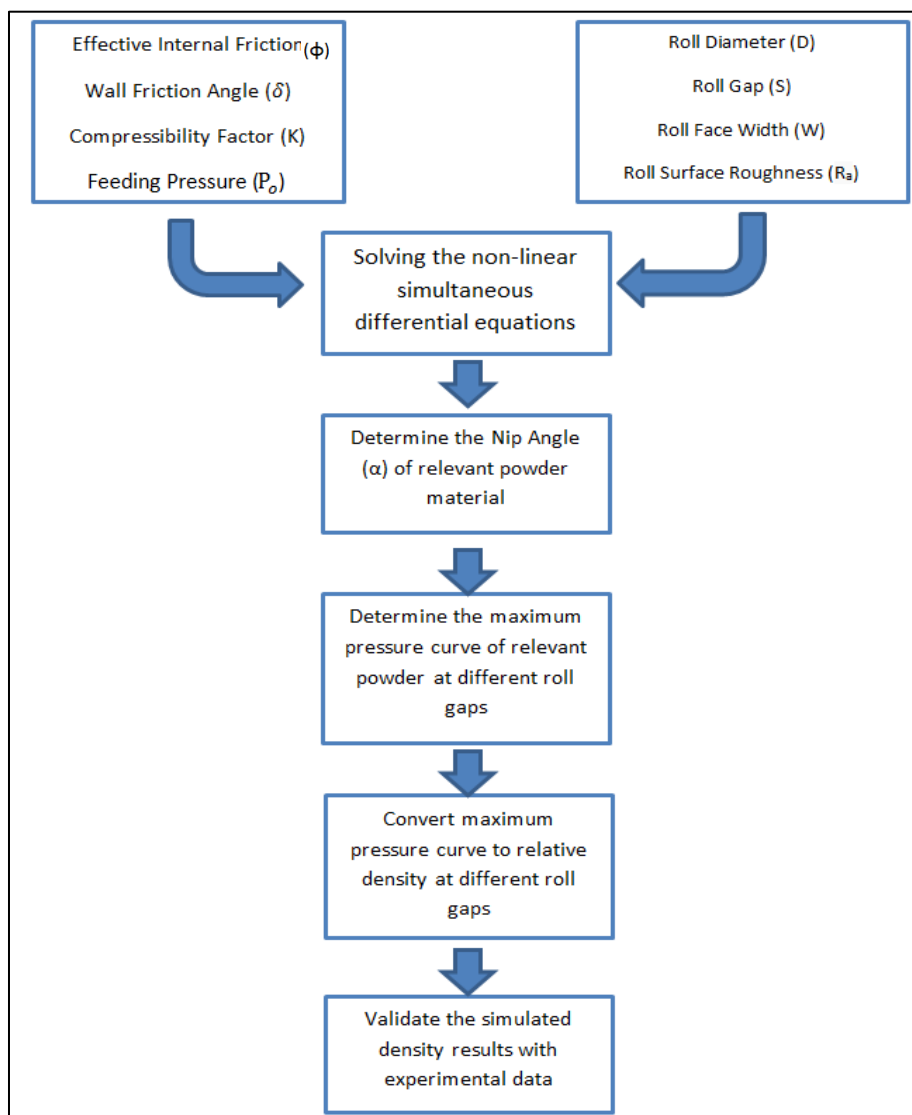 Effective Internal Friction(ϕ)
Wall Friction Angle (δ)
Compressibility Factor (K)
Feeding Pressure (Pₒ)
Roll Diameter (D)
Roll Gap (S)
Roll Face Width (W)
Roll Surface Roughness (Rₐ)
Solving the non-linear
simultaneous
differential equations
Determine the Nip Angle
(α) of relevant powder
material
Determine the maximum
pressure curve of relevant
powder at different roll
gaps
Convert maximum
pressure curve to relative
density at different roll
gaps
Validate the simulated
density results with
experimental data